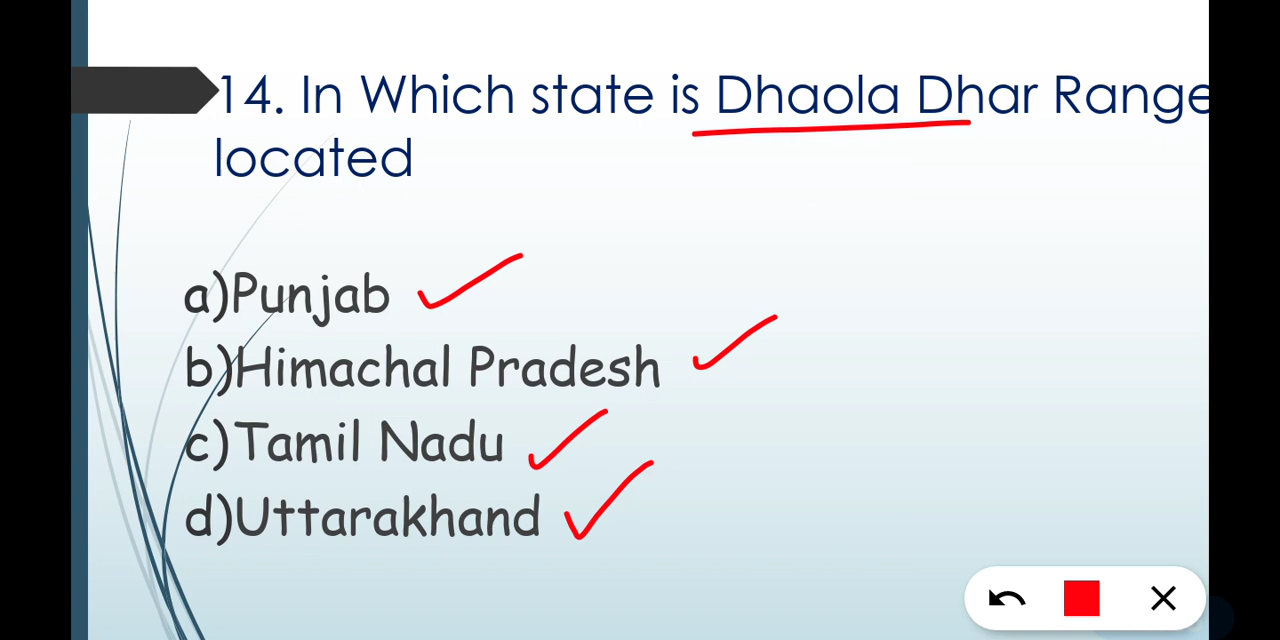 14. In Which state is Dhaola Dhar Range
located
a)Punjab
b)Himachal Pradesh
c)Tamil Nadu
d)Uttarakhand